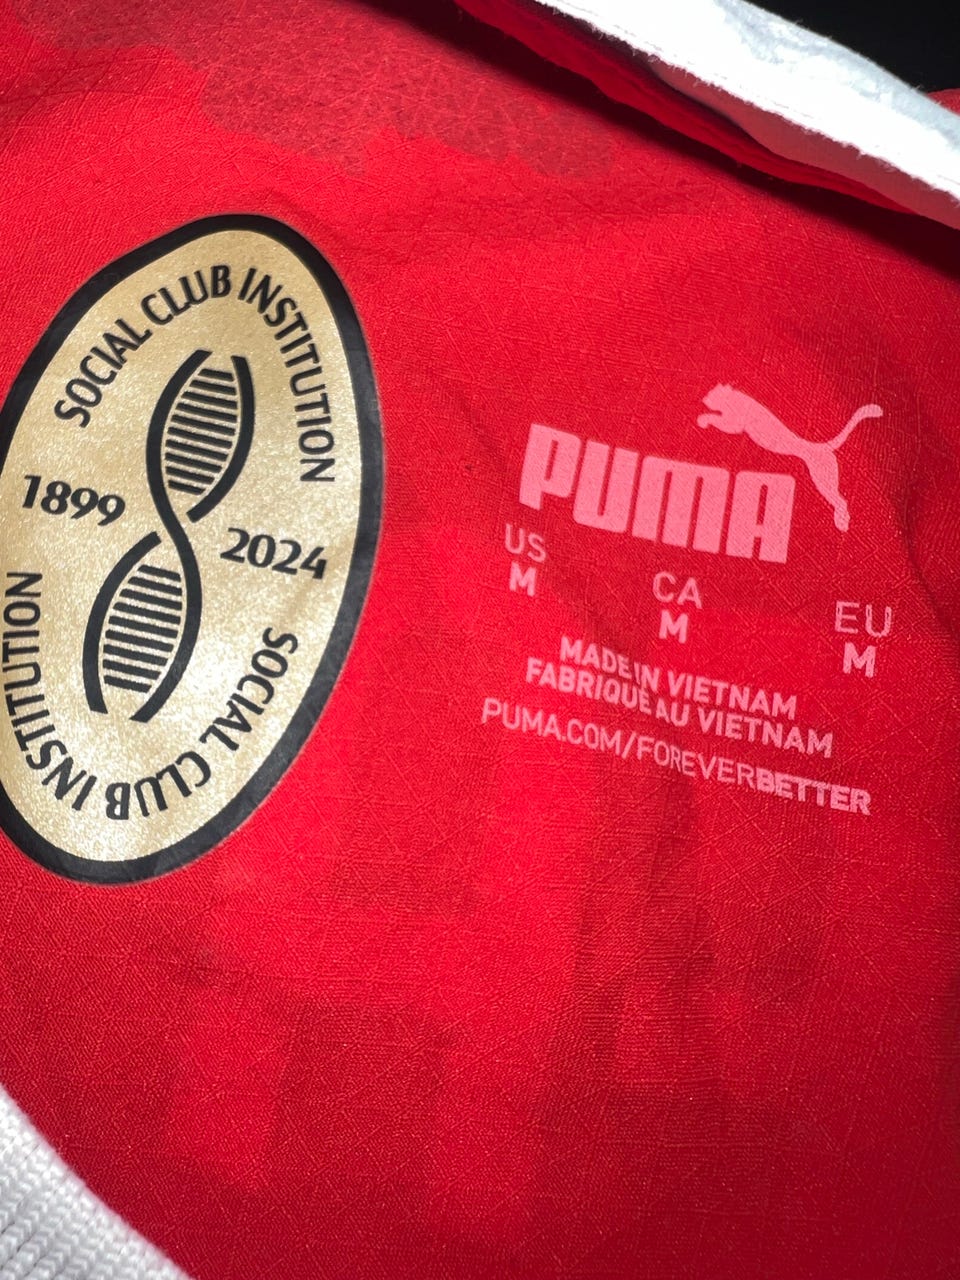 SOCIAL CLUB INSTITUTION
1899
2024
SOCIAL CLUB INSTITUTION
PUMA
US
M
CA
M
EU
M
MADE IN VIETNAM
FABRIQUÉ AU VIETNAM
PUMA.COM/FOREVERBETTER